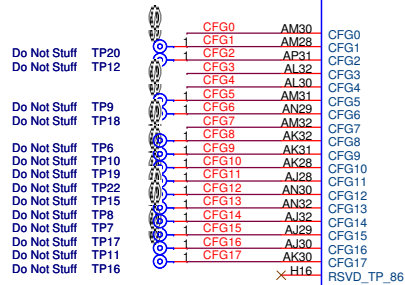 CFG0 AM30 CFG0
1 CFG1 AM28 CFG1
Do Not Stuff TP20 1 CFG2 AP31 CFG2
Do Not Stuff TP12 CFG3 AL32 CFG3
CFG4 AL30 CFG4
1 CFG5 AM31 CFG5
Do Not Stuff TP9 1 CFG6 AN29 CFG6
Do Not Stuff TP18 CFG7 AM32 CFG7
1 CFG8 AK32 CFG8
Do Not Stuff TP6 1 CFG9 AK31 CFG9
Do Not Stuff TP10 1 CFG10 AK28 CFG10
Do Not Stuff TP19 1 CFG11 AJ28 CFG11
Do Not Stuff TP22 1 CFG12 AN30 CFG12
Do Not Stuff TP15 1 CFG13 AN32 CFG13
Do Not Stuff TP8 1 CFG14 AJ32 CFG14
Do Not Stuff TP7 1 CFG15 AJ29 CFG15
Do Not Stuff TP17 1 CFG16 AJ30 CFG16
Do Not Stuff TP11 1 CFG17 AK30 CFG17
Do Not Stuff TP16 H16 RSVD_TP_86